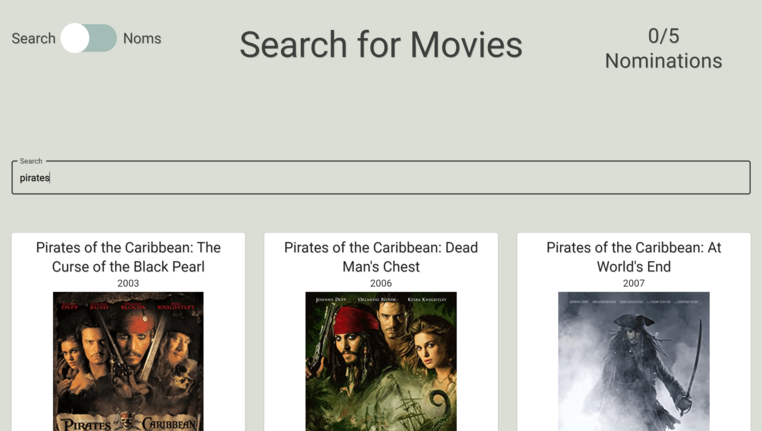 Search Noms
Search for Movies
0/5
Nominations
Search
pirates
Pirates of the Caribbean: The
Curse of the Black Pearl
2003
DEPP RUSH BLOOM KNIGHTLEY
PIRATES OF THE CARIBBEAN
Pirates of the Caribbean: Dead
Man's Chest
2006
JOHNNY DEPP ORLANDO BLOOM KEIRA KNIGHTLEY
Pirates of the Caribbean: At
World's End
2007